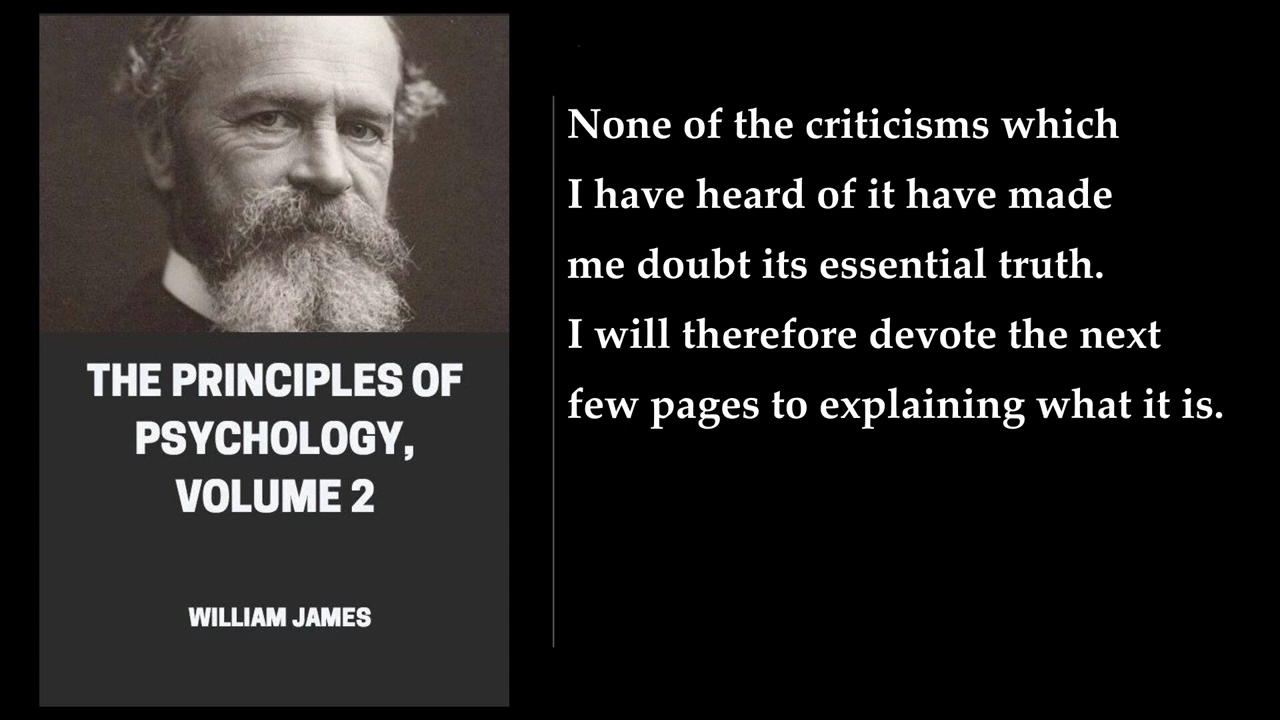 THE PRINCIPLES OF
PSYCHOLOGY,
VOLUME 2
WILLIAM JAMES
None of the criticisms which
I have heard of it have made
me doubt its essential truth.
I will therefore devote the next
few pages to explaining what it is.